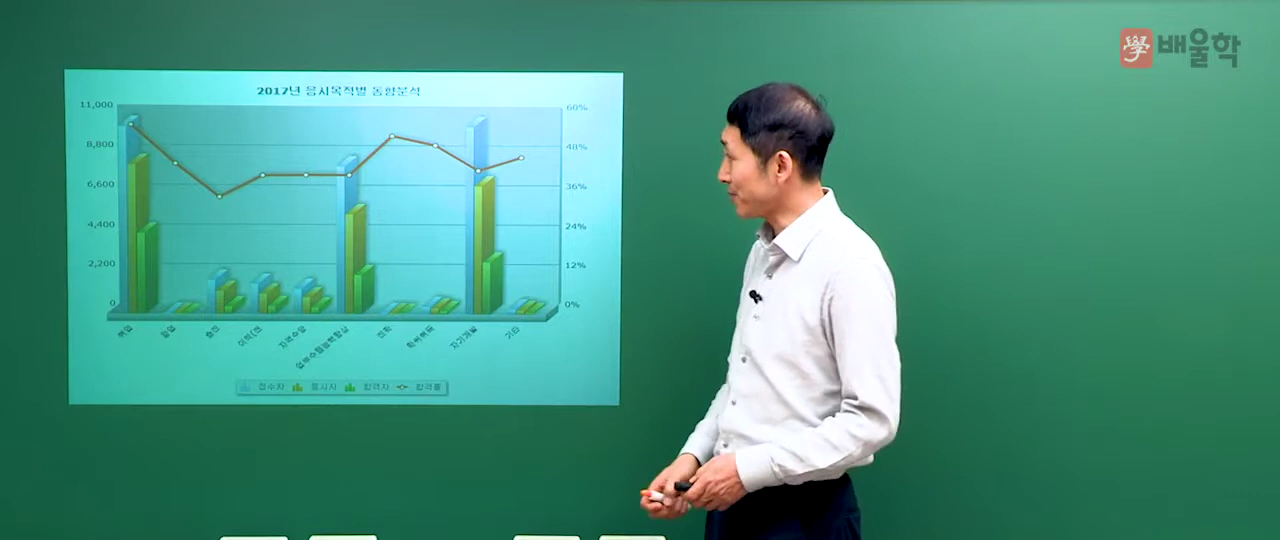 學 배울학
2017년 응시목적별 동향분석
11,000
8,800
6,600
4,400
2,200
0
60%
48%
36%
24%
12%
0%
취업
창업
승진
이직(전
자격수당
업무수행능력향상
진학
학점취득
자기개발
기타
접수자 응시자 합격자 합격률